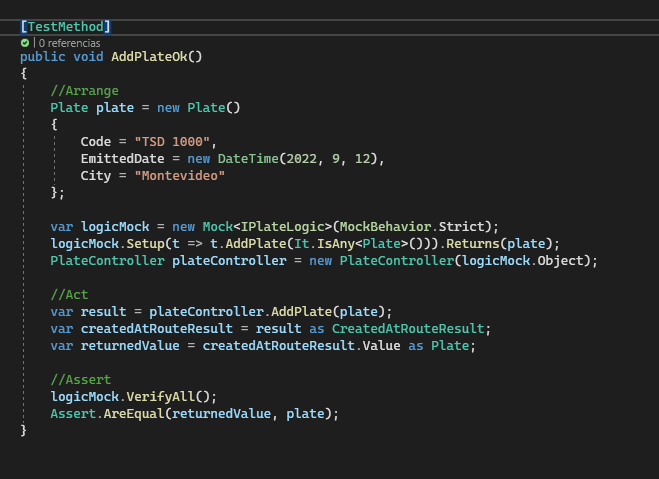 [TestMethod]
| 0 referencias
public void AddPlateOk()
{
//Arrange
Plate plate = new Plate()
{
Code = "TSD 1000",
EmittedDate = new DateTime(2022, 9, 12),
City = "Montevideo"
};
var logicMock = new Mock<IPlateLogic>(MockBehavior.Strict);
logicMock.Setup(t => t.AddPlate(It.IsAny<Plate>())).Returns(plate);
PlateController plateController = new PlateController(logicMock.Object);
//Act
var result = plateController.AddPlate(plate);
var createdAtRouteResult = result as CreatedAtRouteResult;
var returnedValue = createdAtRouteResult.Value as Plate;
//Assert
logicMock.VerifyAll();
Assert.AreEqual(returnedValue, plate);
}